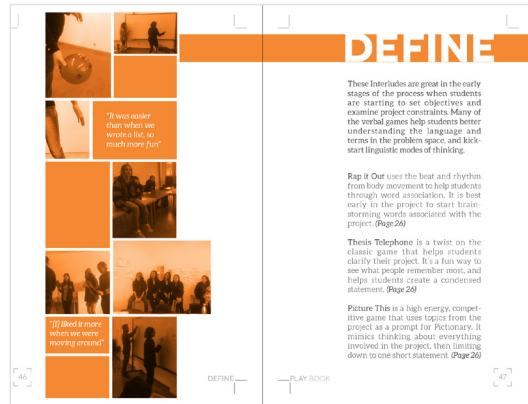 "It was easier
than when we
wrote a list, so
much more fun"
"[I] liked it more
when we were
moving around"
46
DEFINE
DEFINE
These Interludes are great in the early
stages of the process when students
are starting to set objectives and
examine project constraints. Many of
the verbal games help students better
understanding the language and
terms in the problem space, and kick-
start linguistic modes of thinking.
Rap it Out uses the beat and rhythm
from body movement to help students
through word association. It is best
early in the project to start brain-
storming words associated with the
project. (Page 26)
Thesis Telephone is a twist on the
classic game that helps students
clarify their project. It's a fun way to
see what people remember most, and
helps students create a condensed
statement. (Page 26)
Picture This is a high energy, compet-
itive game that uses topics from the
project as a prompt for Pictionary. It
mimics thinking about everything
involved in the project, then limiting
down to one short statement. (Page 26)
PLAY BOOK
47